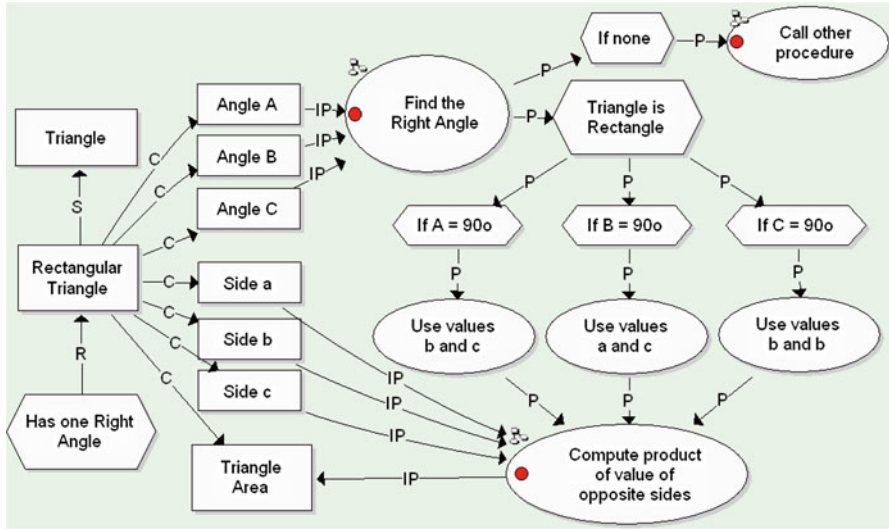 If none
P
Call other
procedure
P
Find the
Right Angle
P
Triangle is
Rectangle
Angle A
IP
Angle B
IP
Angle C
IP
Triangle
C
C
C
S
P
P
P
If A = 90o
If B = 90o
If C = 90o
Rectangular
Triangle
C
Side a
C
Side b
C
Side c
C
P
P
P
Use values
b and c
Use values
a and c
Use values
b and b
R
IP
IP
IP
P
P
P
Has one Right
Angle
Triangle
Area
IP
Compute product
of value of
opposite sides